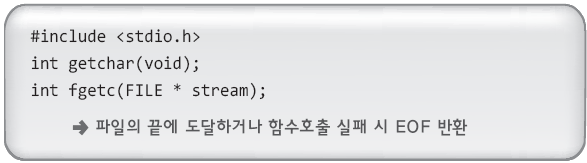 #include <stdio.h>
int getchar(void);
int fgetc(FILE * stream);
➔ 파일의 끝에 도달하거나 함수호출 실패 시 EOF 반환